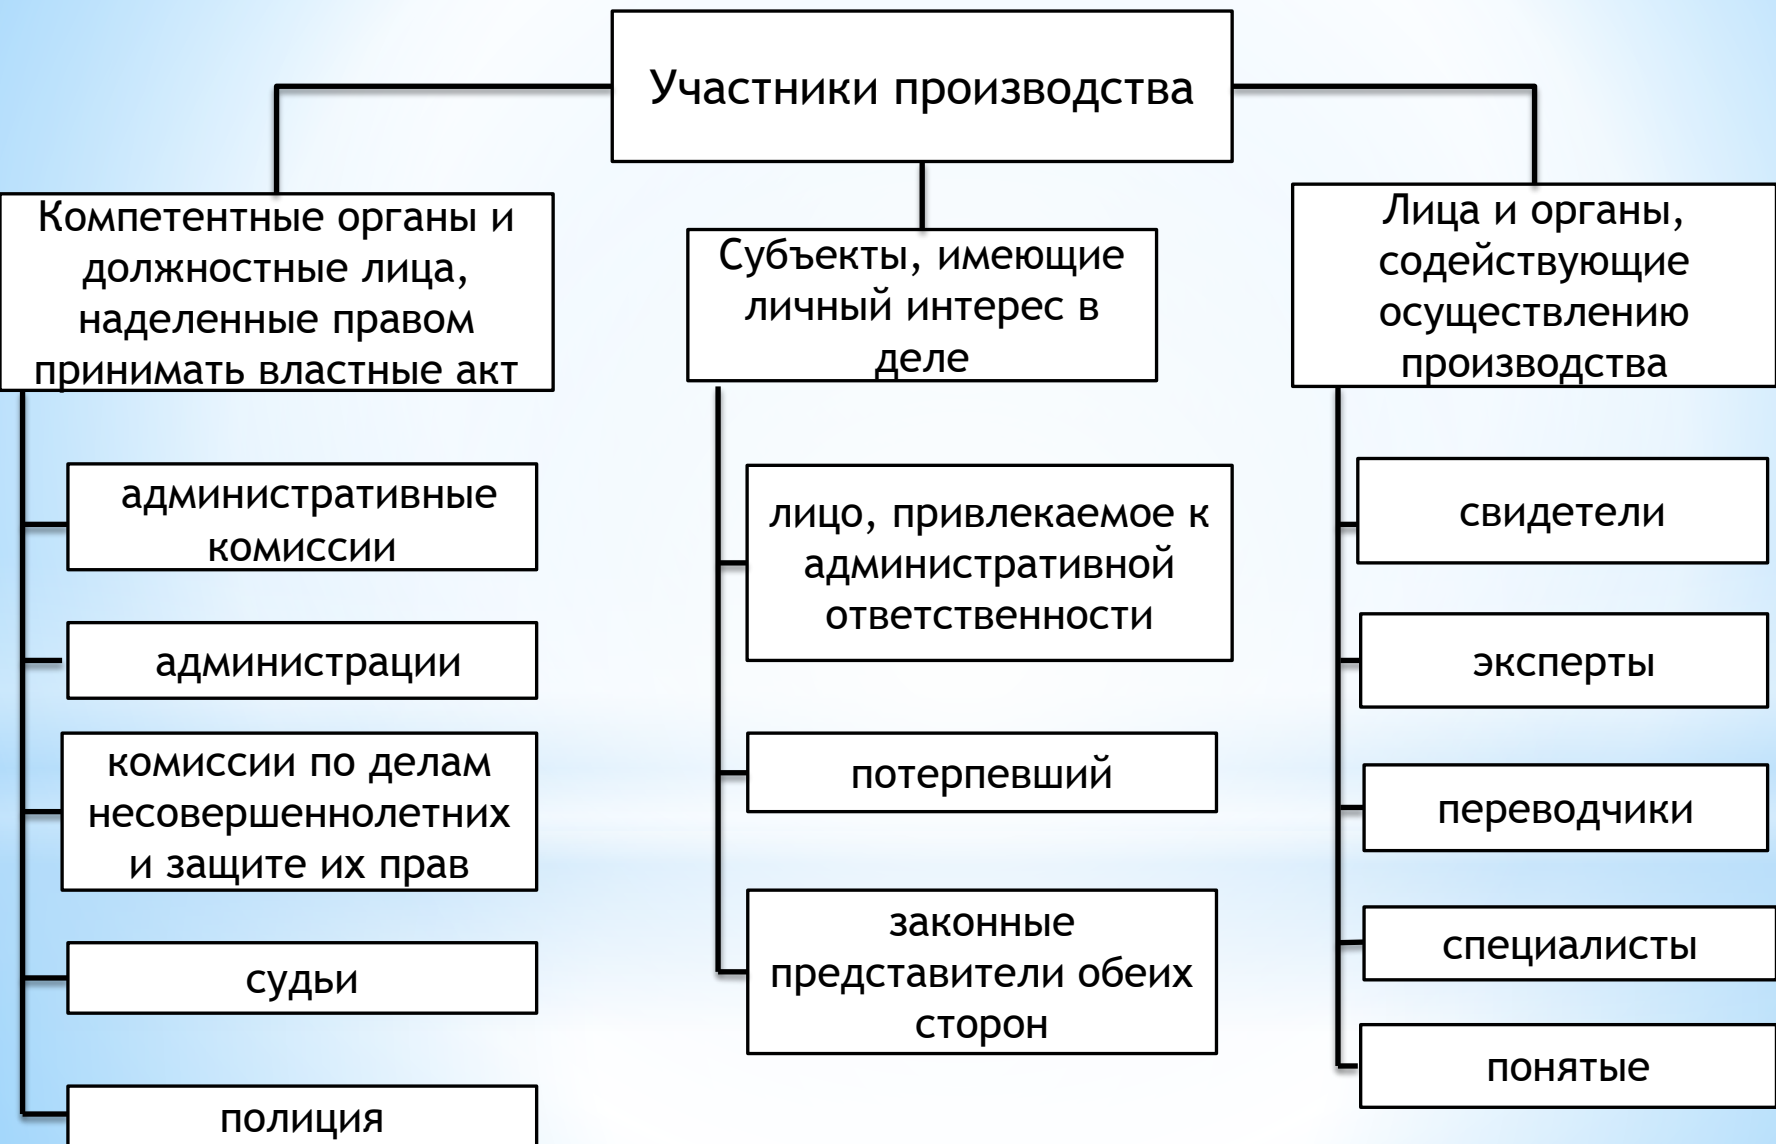 Участники производства
Компетентные органы и
должностные лица,
наделенные правом
принимать властные акт
административные
комиссии
администрации
комиссии по делам
несовершеннолетних
и защите их прав
судьи
полиция
Субъекты, имеющие
личный интерес в
деле
лицо, привлекаемое к
административной
ответственности
потерпевший
законные
представители обеих
сторон
Лица и органы,
содействующие
осуществлению
производства
свидетели
эксперты
переводчики
специалисты
понятые